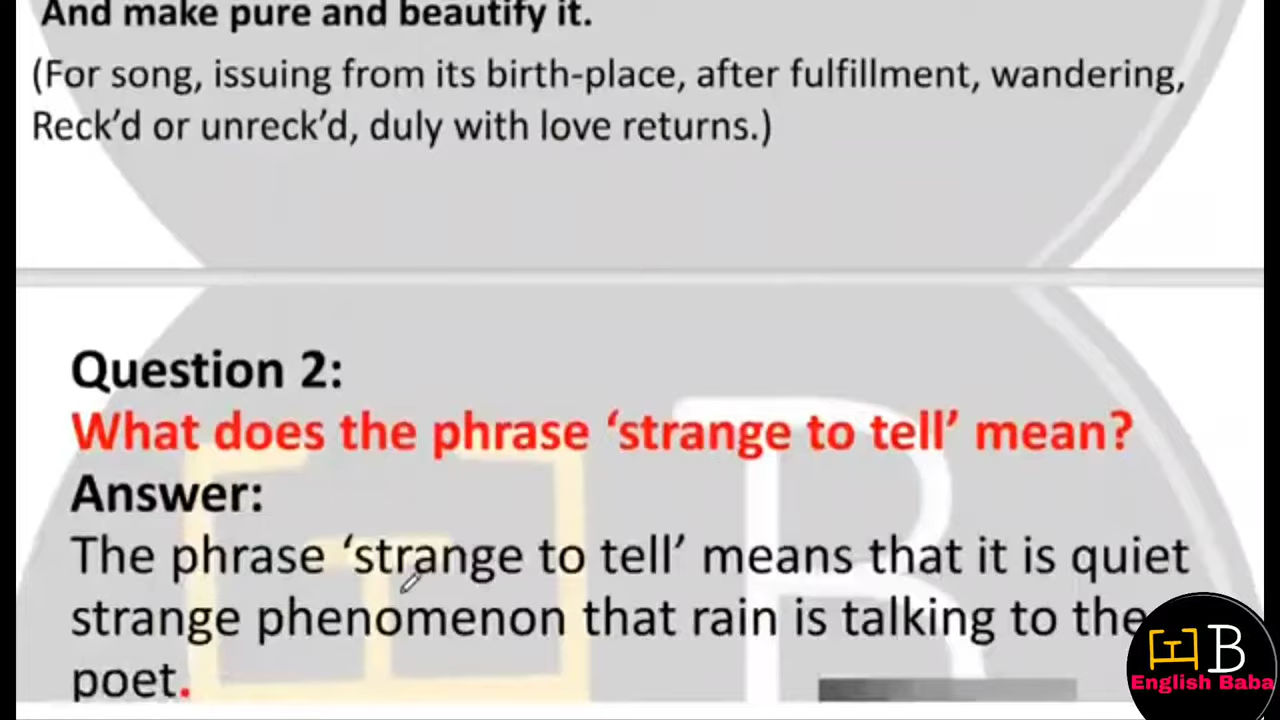 And make pure and beautify it.
(For song, issuing from its birth-place, after fulfillment, wandering,
Reck’d or unreck’d, duly with love returns.)
Question 2:
What does the phrase ‘strange to tell’ mean?
Answer:
The phrase ‘strange to tell’ means that it is quiet
strange phenomenon that rain is talking to the
poet.
EB
English Baba